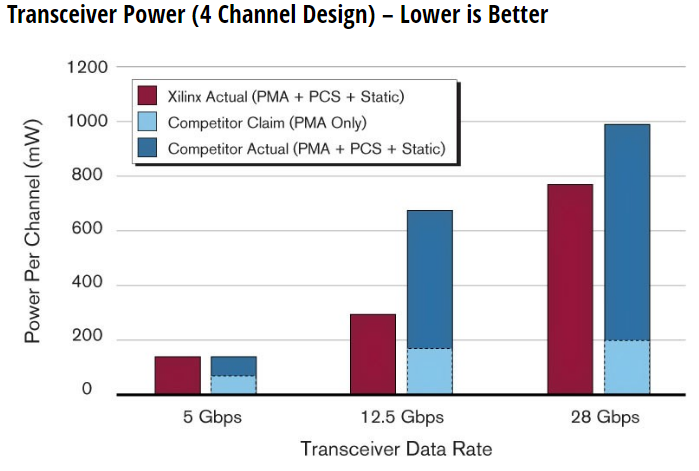 Transceiver Power (4 Channel Design) – Lower is Better
1200
Xilinx Actual (PMA + PCS + Static)
1000
Competitor Claim (PMA Only)
Competitor Actual (PMA + PCS + Static)
800
600
400
200
0
Power Per Channel (mW)
5 Gbps
12.5 Gbps
28 Gbps
Transceiver Data Rate